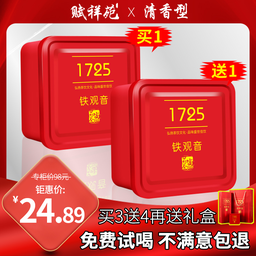 赋祥苑 × 清香型
买1
送1
1725
铁观音
1725
铁观音
专柜价98元
钜惠价:
¥24.89
买3送4再送礼盒
免费试喝 不满意包退